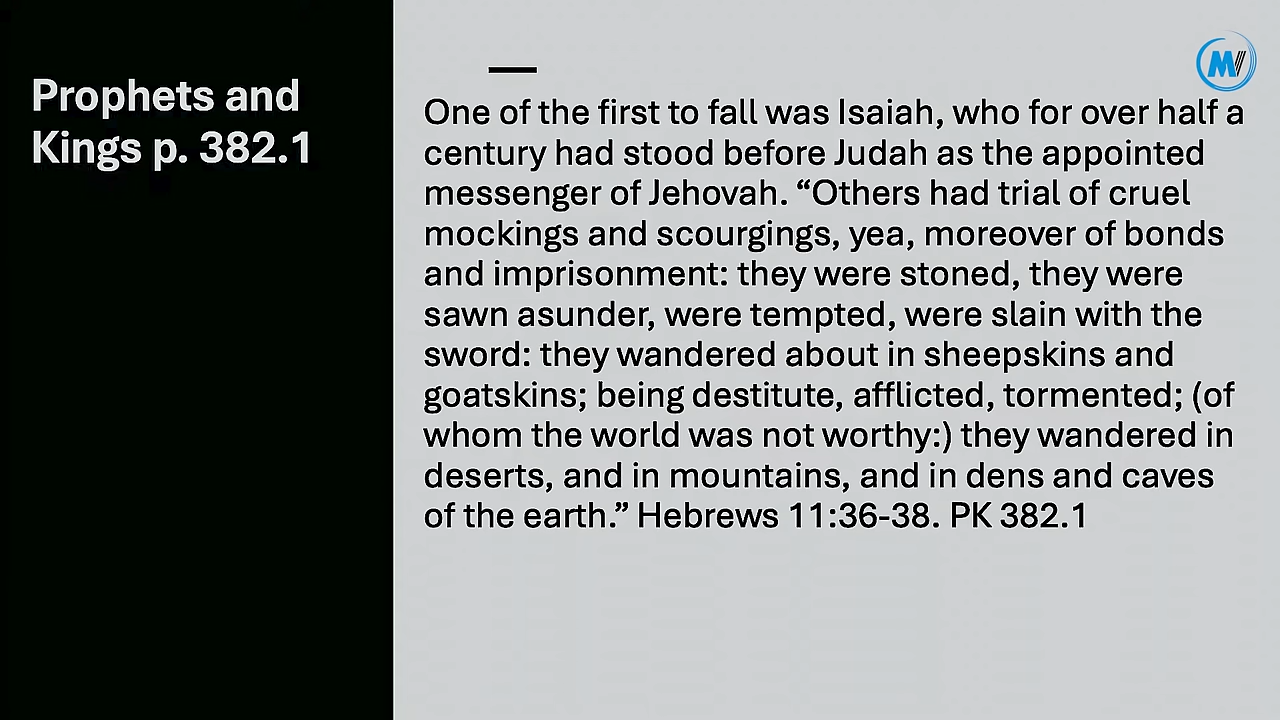 Prophets and
Kings p. 382.1
MV
One of the first to fall was Isaiah, who for over half a
century had stood before Judah as the appointed
messenger of Jehovah. “Others had trial of cruel
mockings and scourgings, yea, moreover of bonds
and imprisonment: they were stoned, they were
sawn asunder, were tempted, were slain with the
sword: they wandered about in sheepskins and
goatskins; being destitute, afflicted, tormented; (of
whom the world was not worthy:) they wandered in
deserts, and in mountains, and in dens and caves
of the earth.” Hebrews 11:36-38. PK 382.1